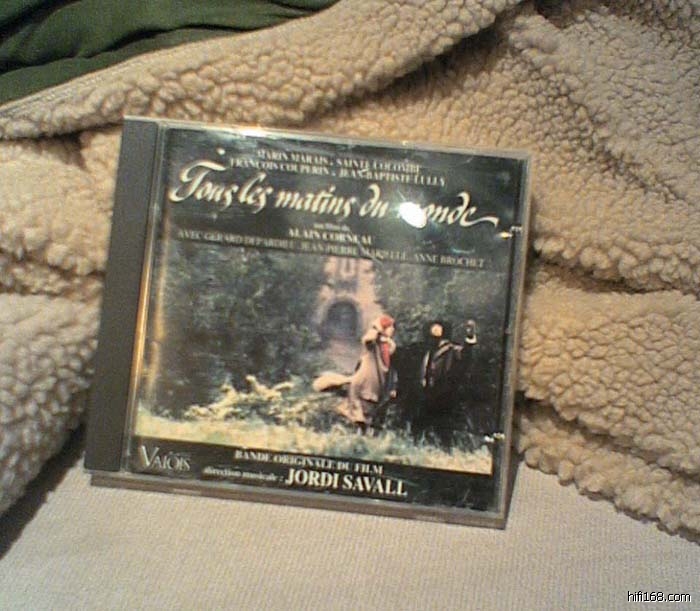 MARIN MARAIS - SAINTE COLOMBE
FRANÇOIS COUPERIN - JEAN-BAPTISTE LULLY
Tous les matins du monde
un film de
ALAIN CORNEAU
AVEC GERARD DEPARDIEU JEAN-PIERRE MARIELLE ANNE BROCHET
BANDE ORIGINALE DU FILM
direction musicale : JORDI SAVALL
VALOIS
hifi168.com